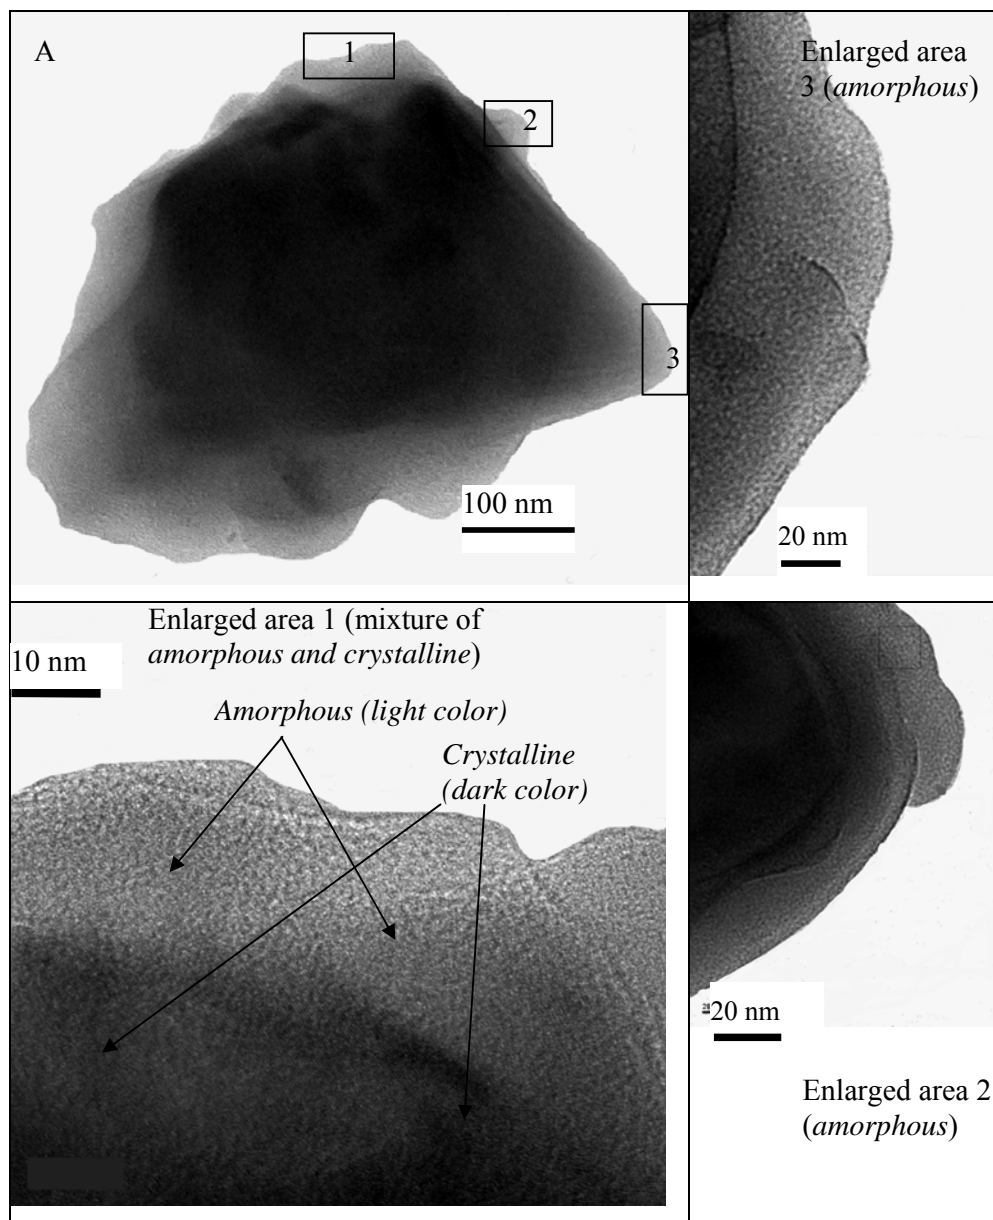 A
1
2
3
100 nm
Enlarged area
3 (amorphous)
20 nm
Enlarged area 1 (mixture of
amorphous and crystalline)
10 nm
Amorphous (light color)
Crystalline
(dark color)
20 nm
Enlarged area 2
(amorphous)